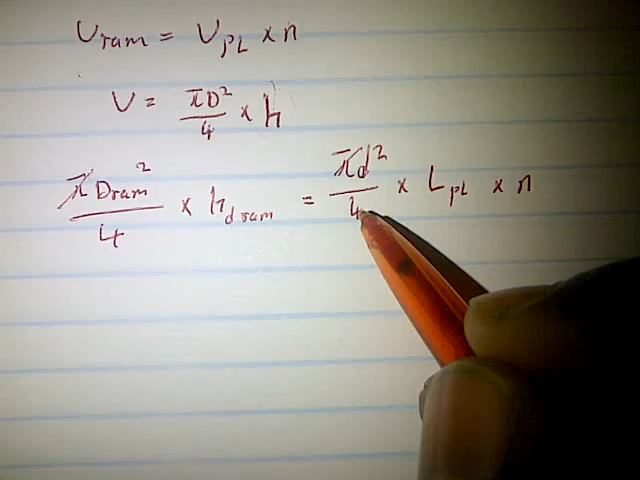 Vram = VPL × n
V = πD²/4 × h
πDram²/4 × hdram = πd²/4 × LPL × n